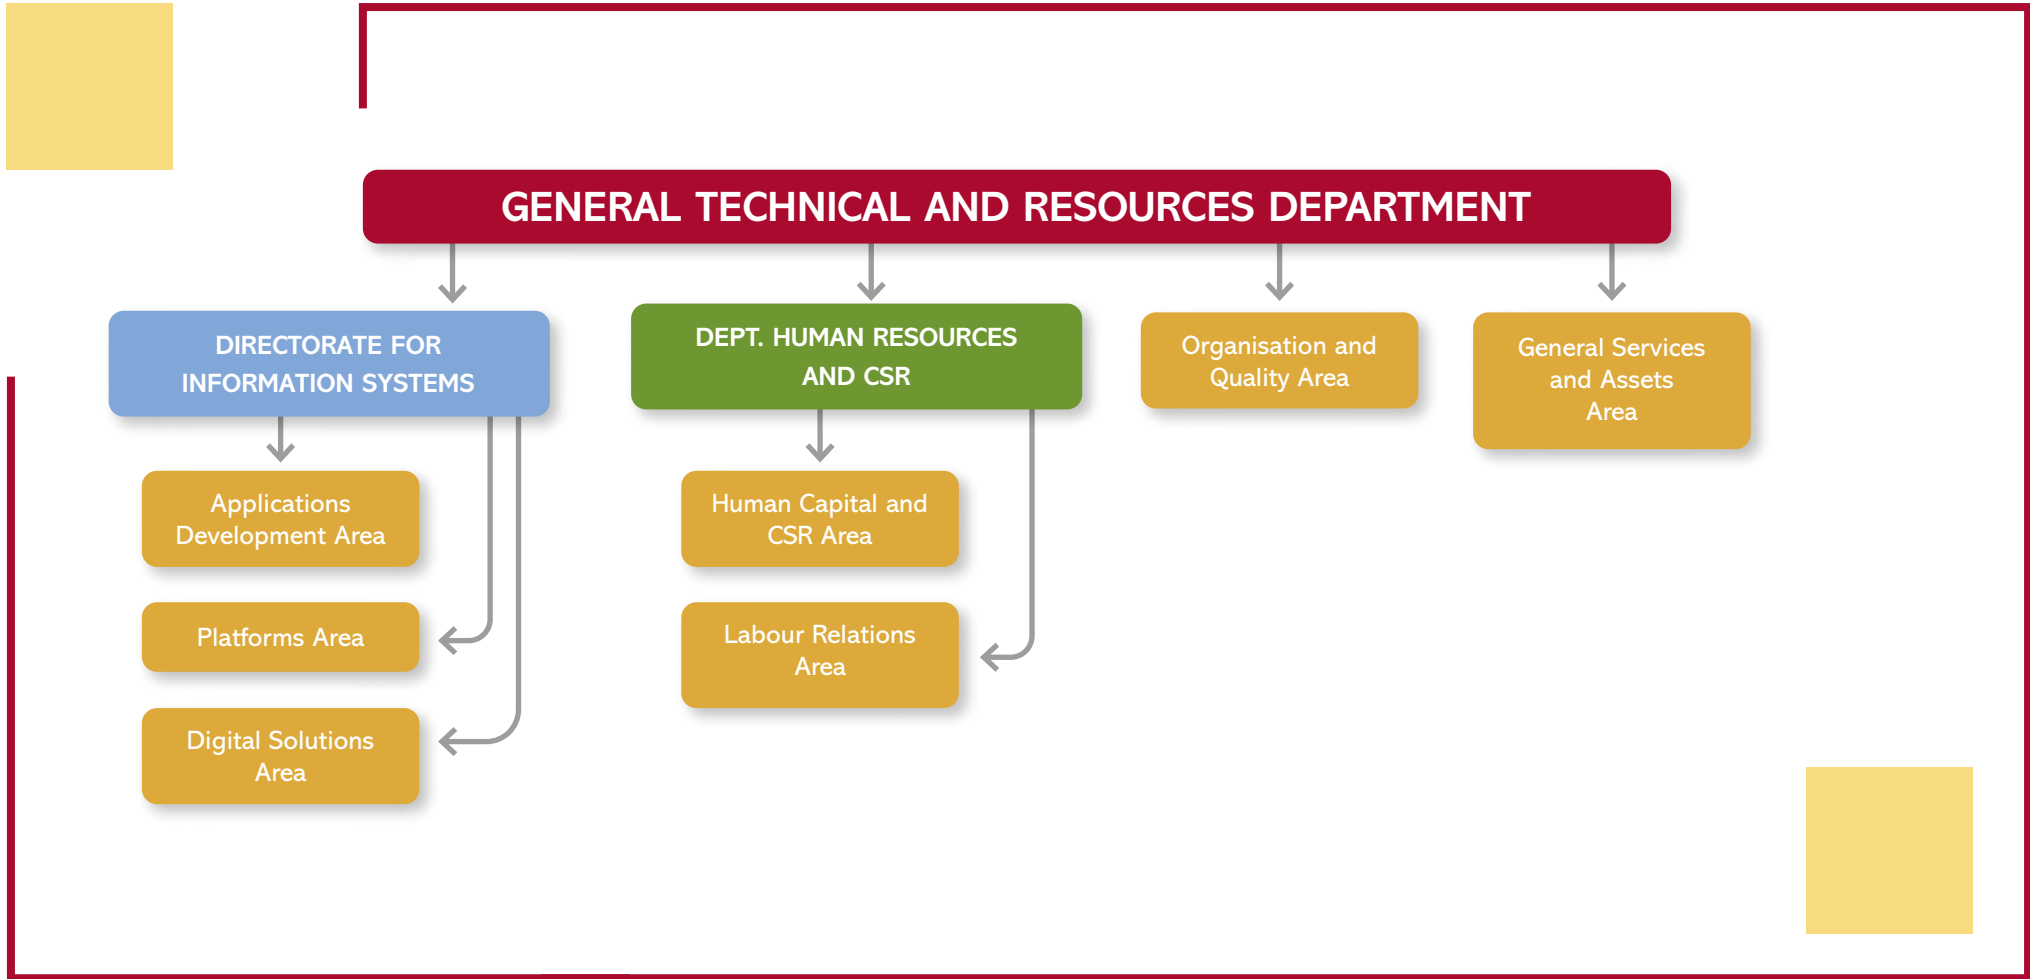 GENERAL TECHNICAL AND RESOURCES DEPARTMENT
DIRECTORATE FOR
INFORMATION SYSTEMS
Applications
Development Area
Platforms Area
Digital Solutions
Area
DEPT. HUMAN RESOURCES
AND CSR
Human Capital and
CSR Area
Labour Relations
Area
Organisation and
Quality Area
General Services
and Assets
Area